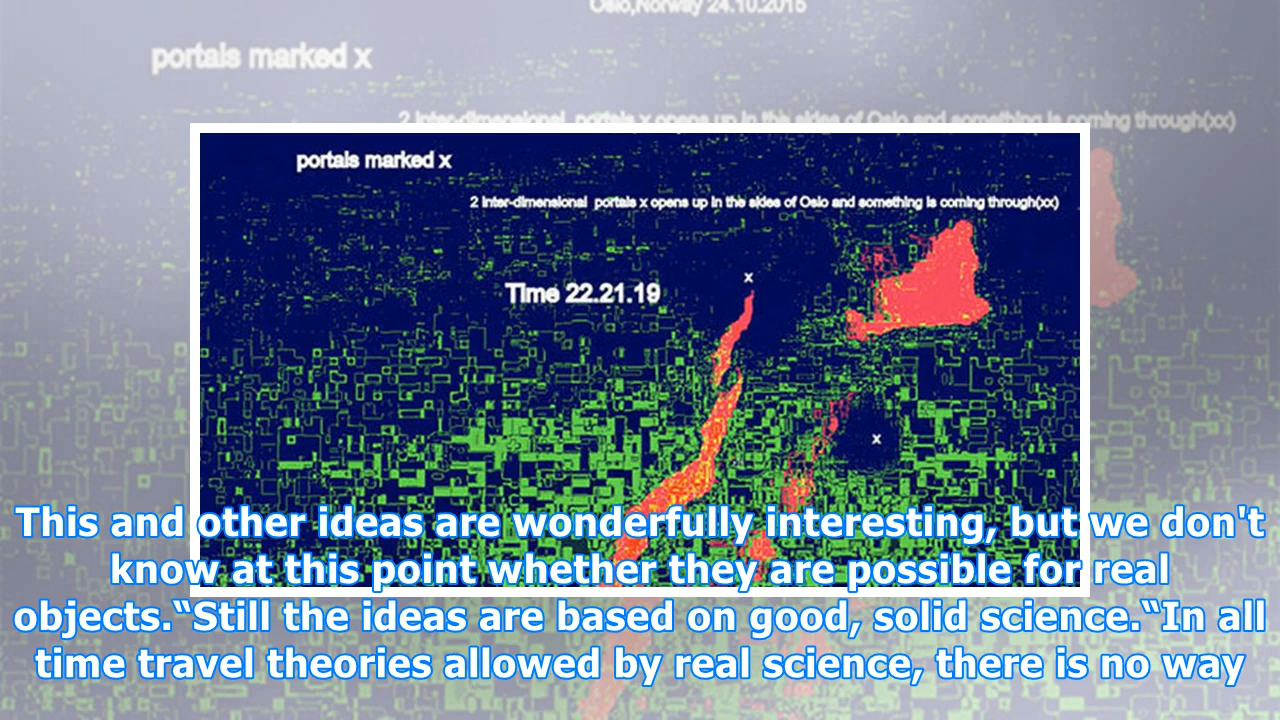 Oslo,Norway 24.10.2015
portals marked x
2 inter-dimensional portals x opens up in the skies of Oslo and something is coming through(xx)
portals marked x
2 inter-dimensional portals x opens up in the skies of Oslo and something is coming through(xx)
x
Time 22.21.19
x
This and other ideas are wonderfully interesting, but we don't
know at this point whether they are possible for real
objects.“Still the ideas are based on good, solid science.“In all
time travel theories allowed by real science, there is no way